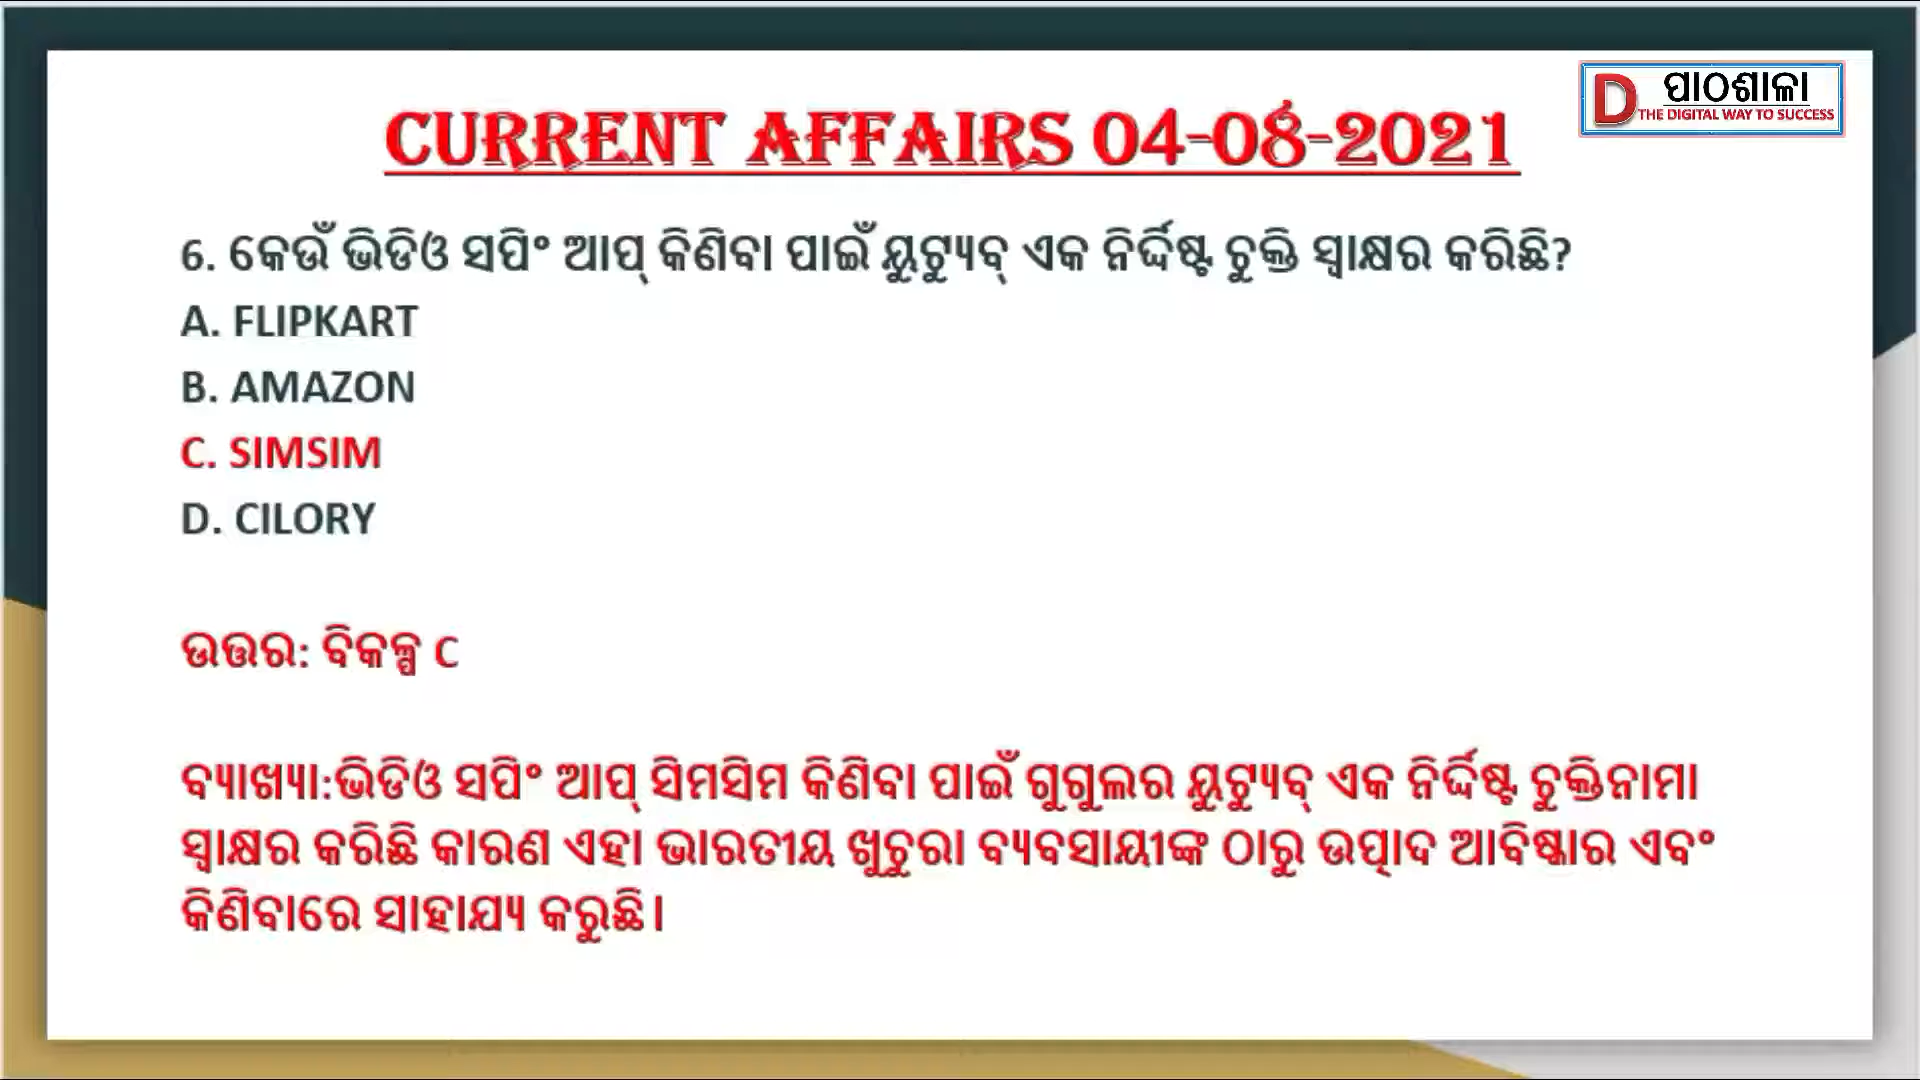 D ପାଠଶାଳା
THE DIGITAL WAY TO SUCCESS
CURRENT AFFAIRS 04-08-2021
6. କେଉଁ ଭିଡିଓ ସପିଂ ଆପ୍ କିଣିବା ପାଇଁ ୟୁଟ୍ୟୁବ୍ ଏକ ନିର୍ଦ୍ଦିଷ୍ଟ ଚୁକ୍ତି ସ୍ୱାକ୍ଷର କରିଛି?
A. FLIPKART
B. AMAZON
C. SIMSIM
D. CILORY
ଉତ୍ତର: ବିକଳ୍ପ C
ବ୍ୟାଖ୍ୟା:ଭିଡିଓ ସପିଂ ଆପ୍ ସିମସିମ କିଣିବା ପାଇଁ ଗୁଗୁଲର ୟୁଟ୍ୟୁବ୍ ଏକ ନିର୍ଦ୍ଦିଷ୍ଟ ଚୁକ୍ତିନାମା
ସ୍ୱାକ୍ଷର କରିଛି କାରଣ ଏହା ଭାରତୀୟ ଖୁଚୁରା ବ୍ୟବସାୟୀଙ୍କ ଠାରୁ ଉତ୍ପାଦ ଆବିଷ୍କାର ଏବଂ
କିଣିବାରେ ସାହାଯ୍ୟ କରୁଛି।